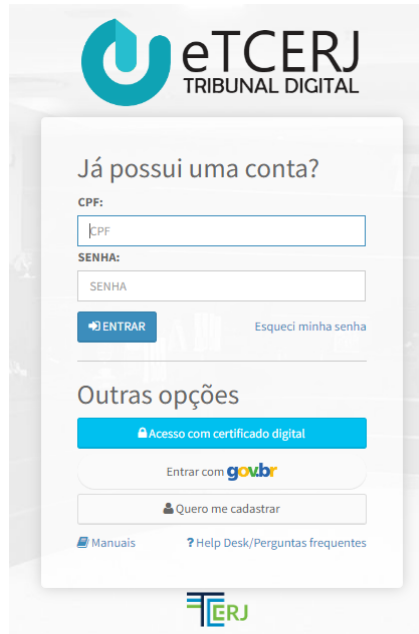 eTCERJ
TRIBUNAL DIGITAL
Já possui uma conta?
CPF:
CPF
SENHA:
SENHA
ENTRAR
Esqueci minha senha
Outras opções
Acesso com certificado digital
Entrar com gov.br
Quero me cadastrar
Manuais
? Help Desk/Perguntas frequentes
TCERJ